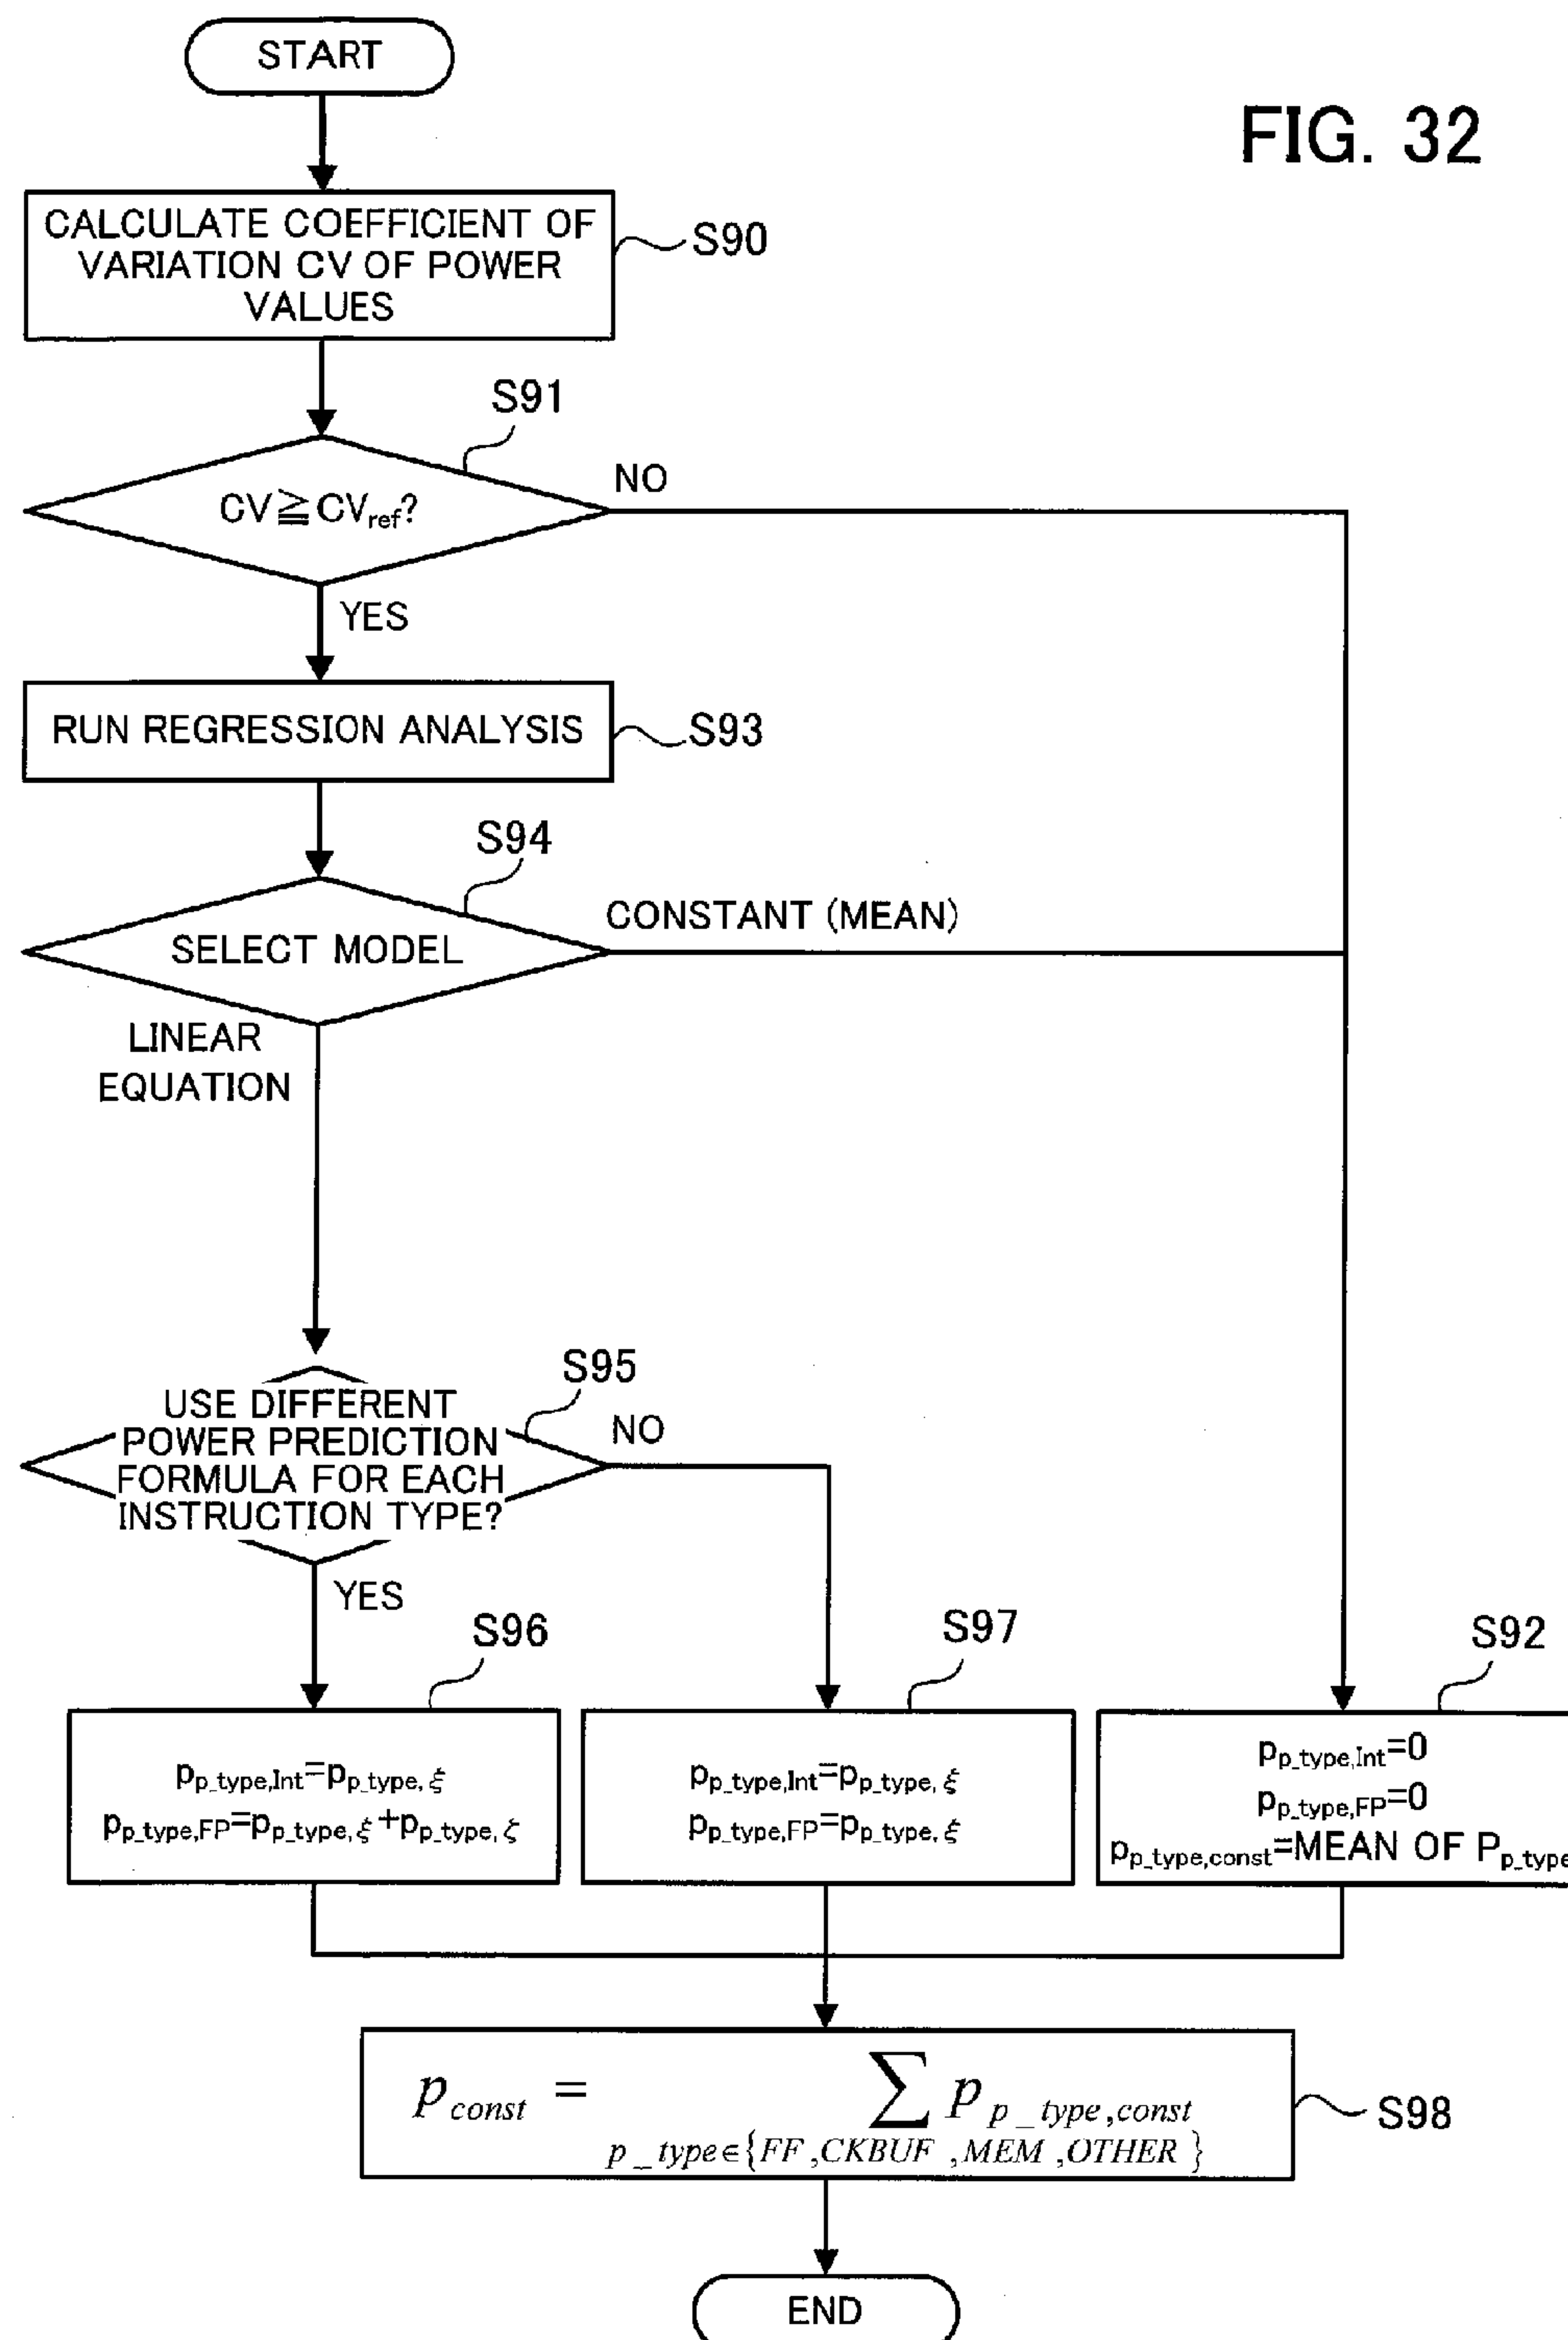 START
FIG. 32
CALCULATE COEFFICIENT OF
VARIATION CV OF POWER
VALUES
S90
S91
CV≧CVref?
NO
YES
RUN REGRESSION ANALYSIS
S93
S94
SELECT MODEL
CONSTANT (MEAN)
LINEAR
EQUATION
S95
USE DIFFERENT
POWER PREDICTION
FORMULA FOR EACH
INSTRUCTION TYPE?
NO
YES
S96
pp_type,Int=pp_type,ξ
pp_type,FP=pp_type,ξ+pp_type,ζ
S97
pp_type,Int=pp_type,ξ
pp_type,FP=pp_type,ξ
S92
pp_type,Int=0
pp_type,FP=0
pp_type,const=MEAN OF Pp_type
pconst = ∑ pp_type,const
p_type∈{FF,CKBUF,MEM,OTHER}
S98
END